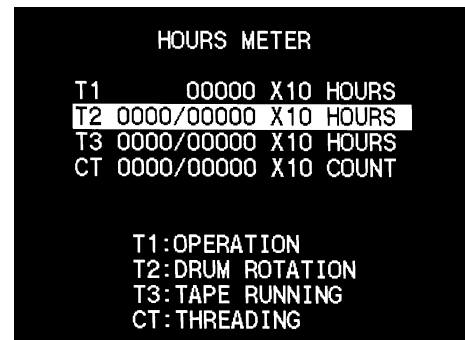 HOURS METER
T1 00000 X10 HOURS
T2 0000/00000 X10 HOURS
T3 0000/00000 X10 HOURS
CT 0000/00000 X10 COUNT
T1:OPERATION
T2:DRUM ROTATION
T3:TAPE RUNNING
CT:THREADING